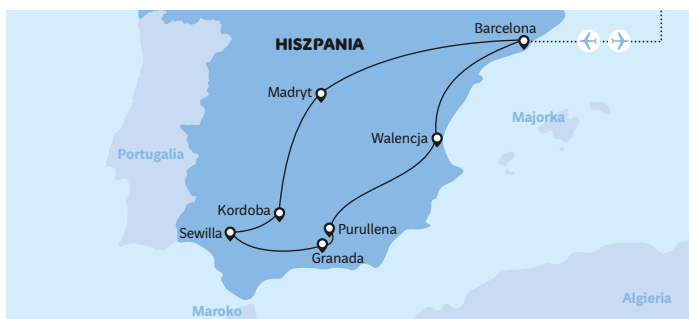 Barcelona
HISZPANIA
Madryt
Majorka
Walencja
Portugalia
Kordoba
Sewilla
Purullena
Granada
Algieria
Maroko